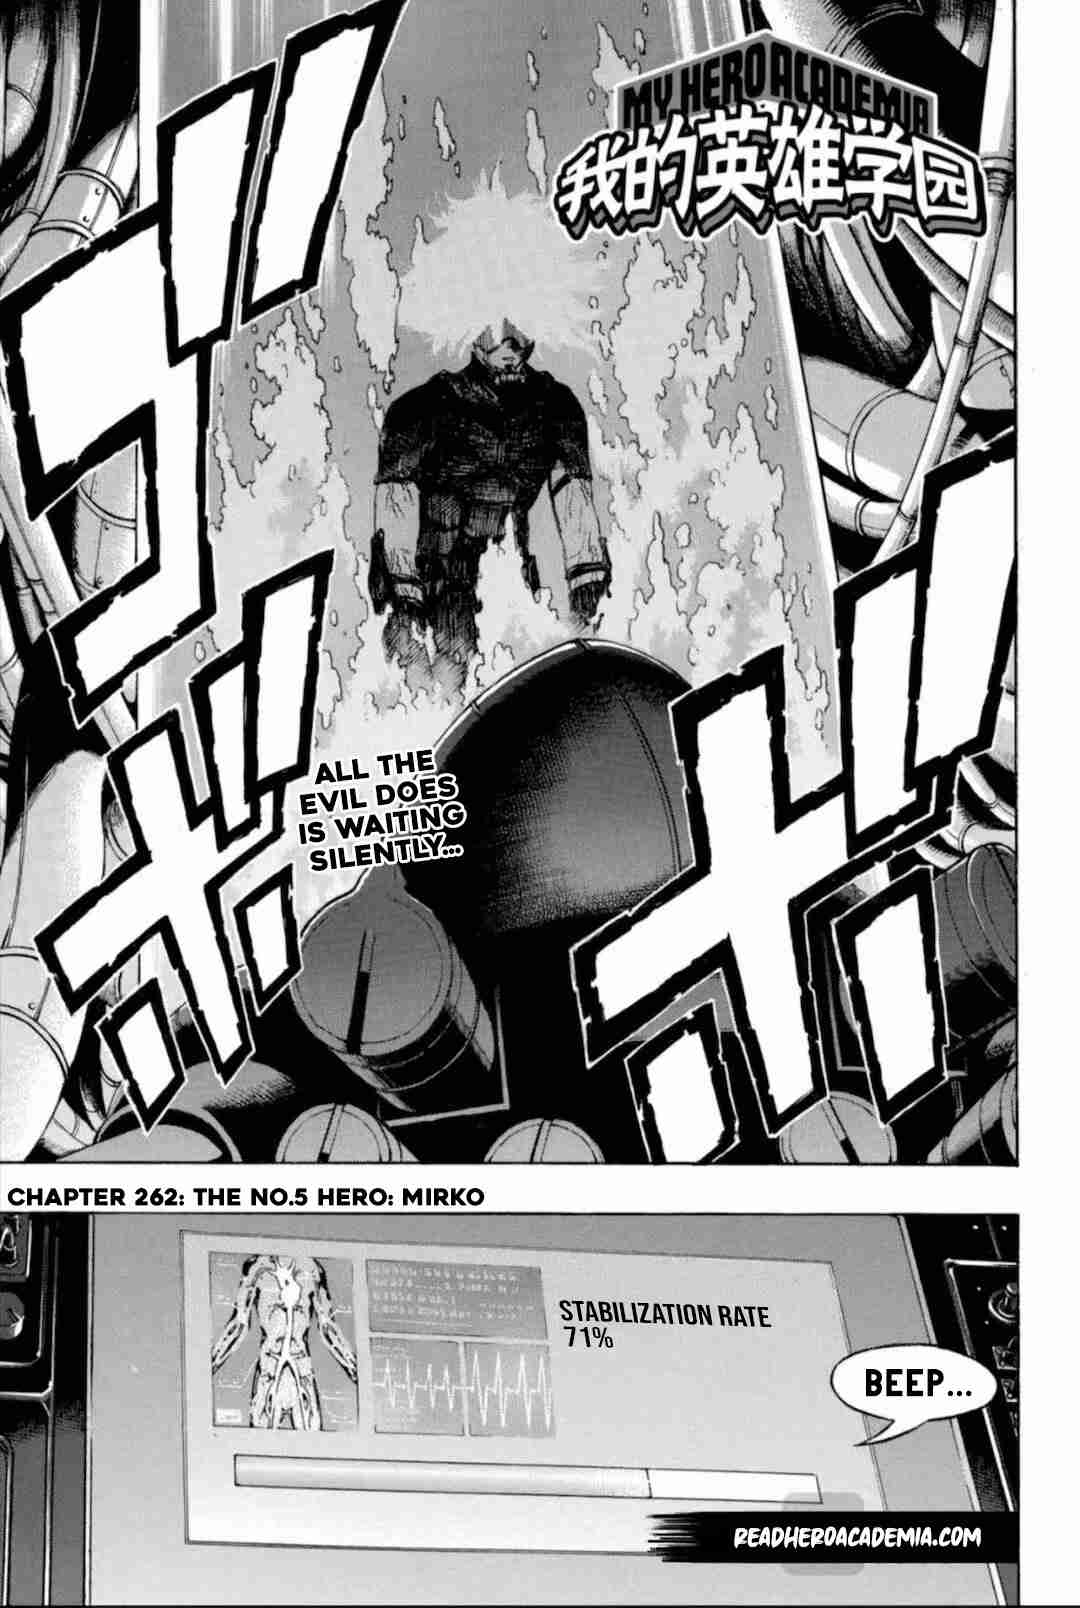 MY HERO ACADEMIA
我的英雄学园
ALL THE
EVIL DOES
IS WAITING
SILENTLY...
CHAPTER 262: THE NO.5 HERO: MIRKO
STABILIZATION RATE
71%
BEEP...
READHEROACADEMIA.COM